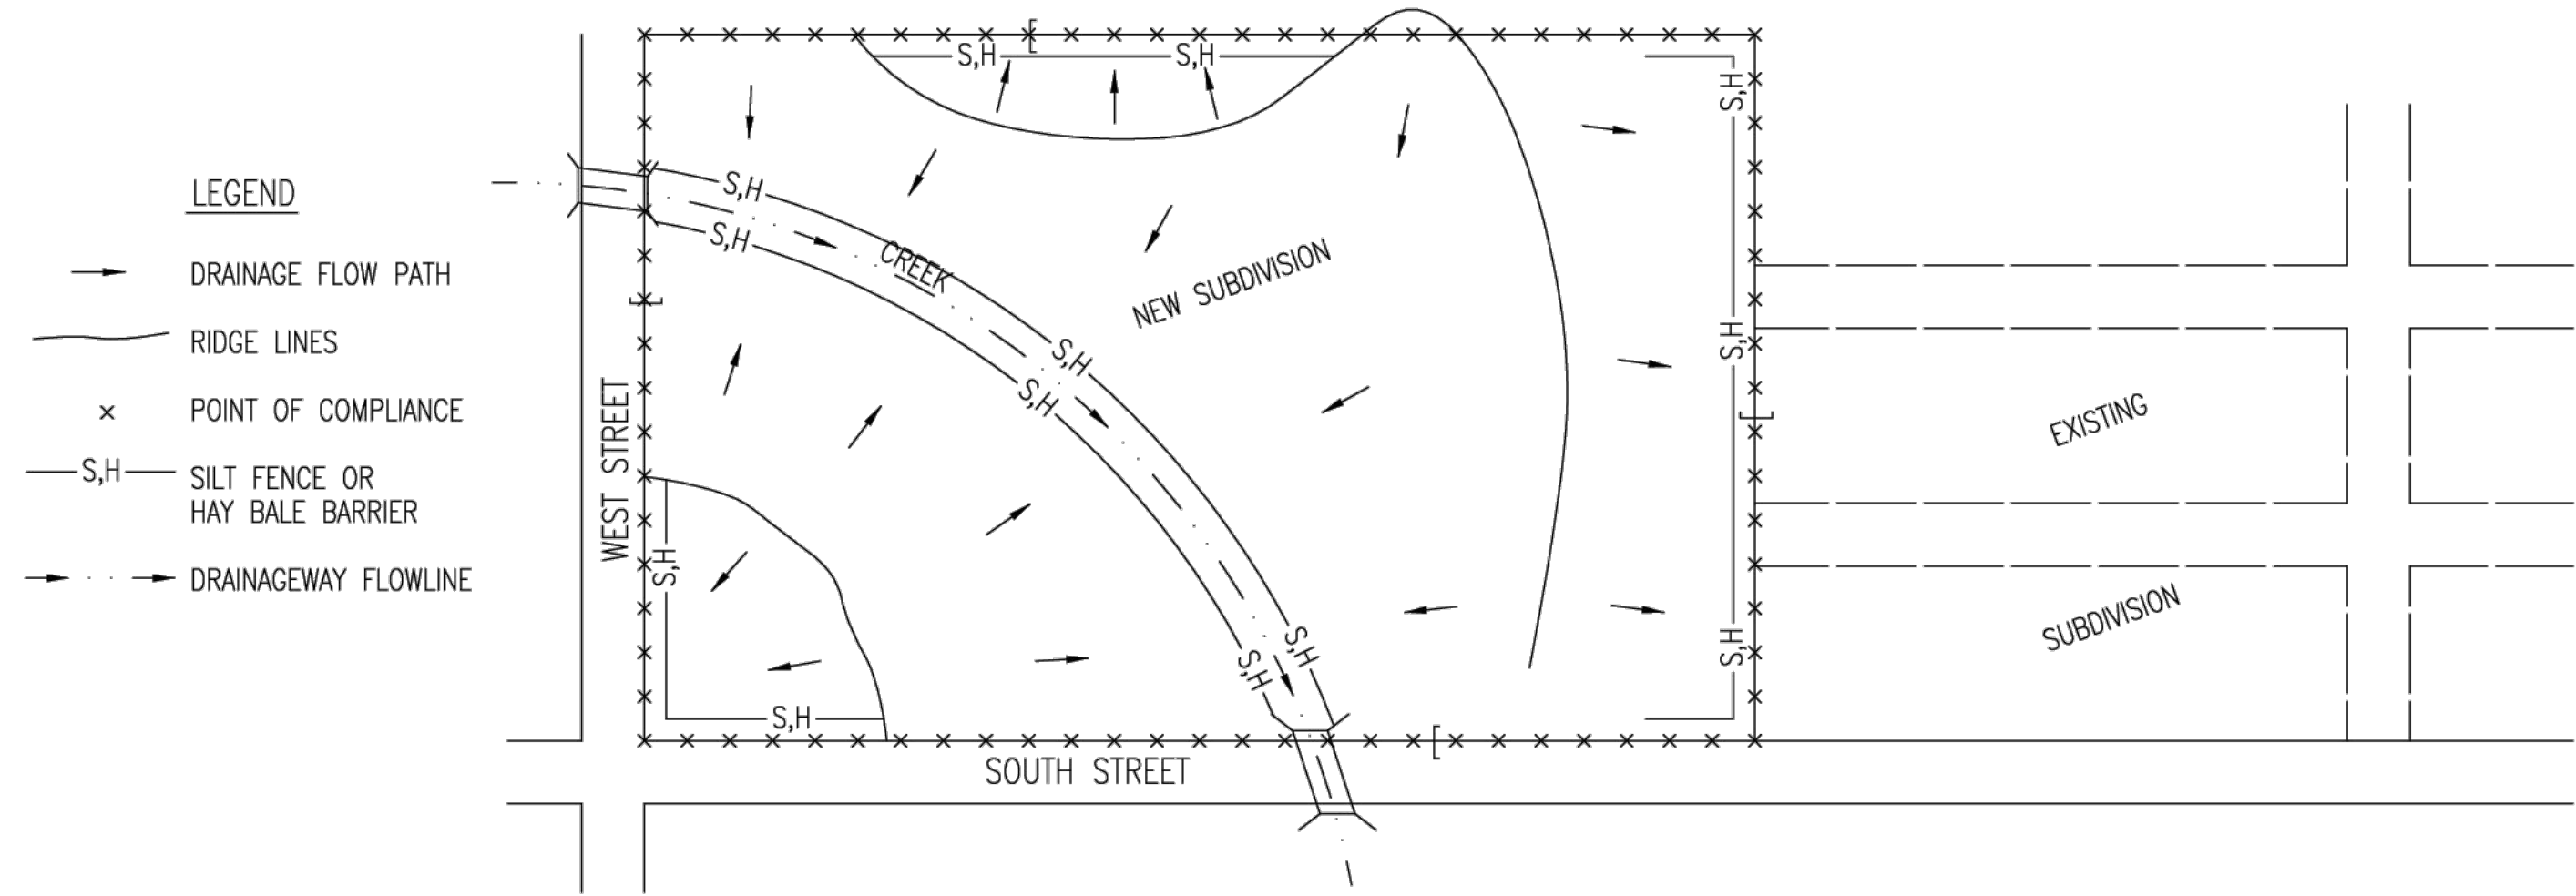 LEGEND
DRAINAGE FLOW PATH
RIDGE LINES
× POINT OF COMPLIANCE
S,H SILT FENCE OR
HAY BALE BARRIER
DRAINAGEWAY FLOWLINE
S,H
S,H
S,H
S,H
S,H
CREEK
NEW SUBDIVISION
S,H
S,H
S,H
WEST STREET
EXISTING
S,H
SUBDIVISION
S,H
S,H
S,H
S,H
SOUTH STREET